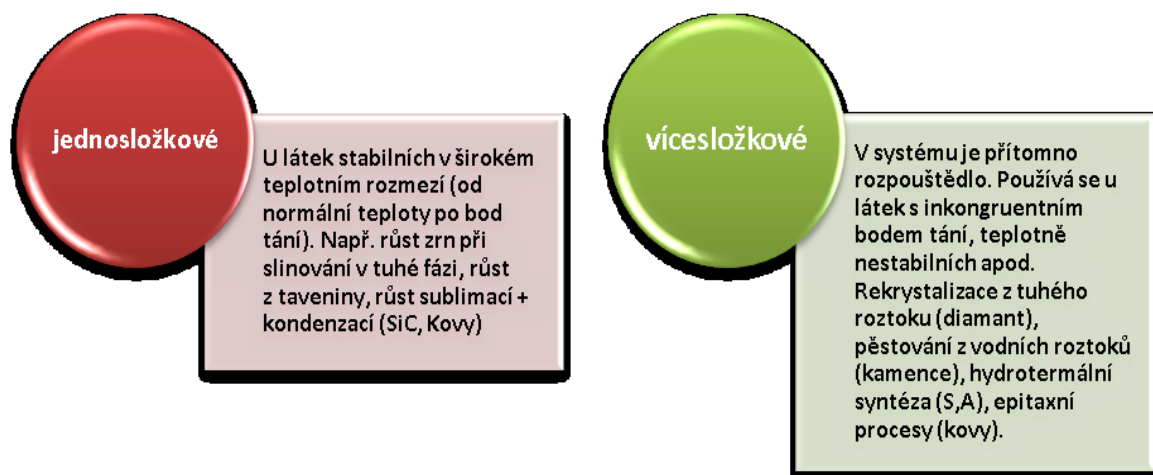 jednosložkové
U látek stabilních v širokém
teplotním rozmezí (od
normální teploty po bod
tání). Např. růst zrn při
slinování v tuhé fázi, růst
z taveniny, růst sublimací +
kondenzací (SiC, Kovy)
vícesložkové
V systému je přítomno
rozpouštědlo. Používá se u
látek s inkongruentním
bodem tání, teplotně
nestabilních apod.
Rekrystalizace z tuhého
roztoku (diamant),
pěstování z vodních roztoků
(kamence), hydrotermální
syntéza (S,A), epitaxní
procesy (kovy).